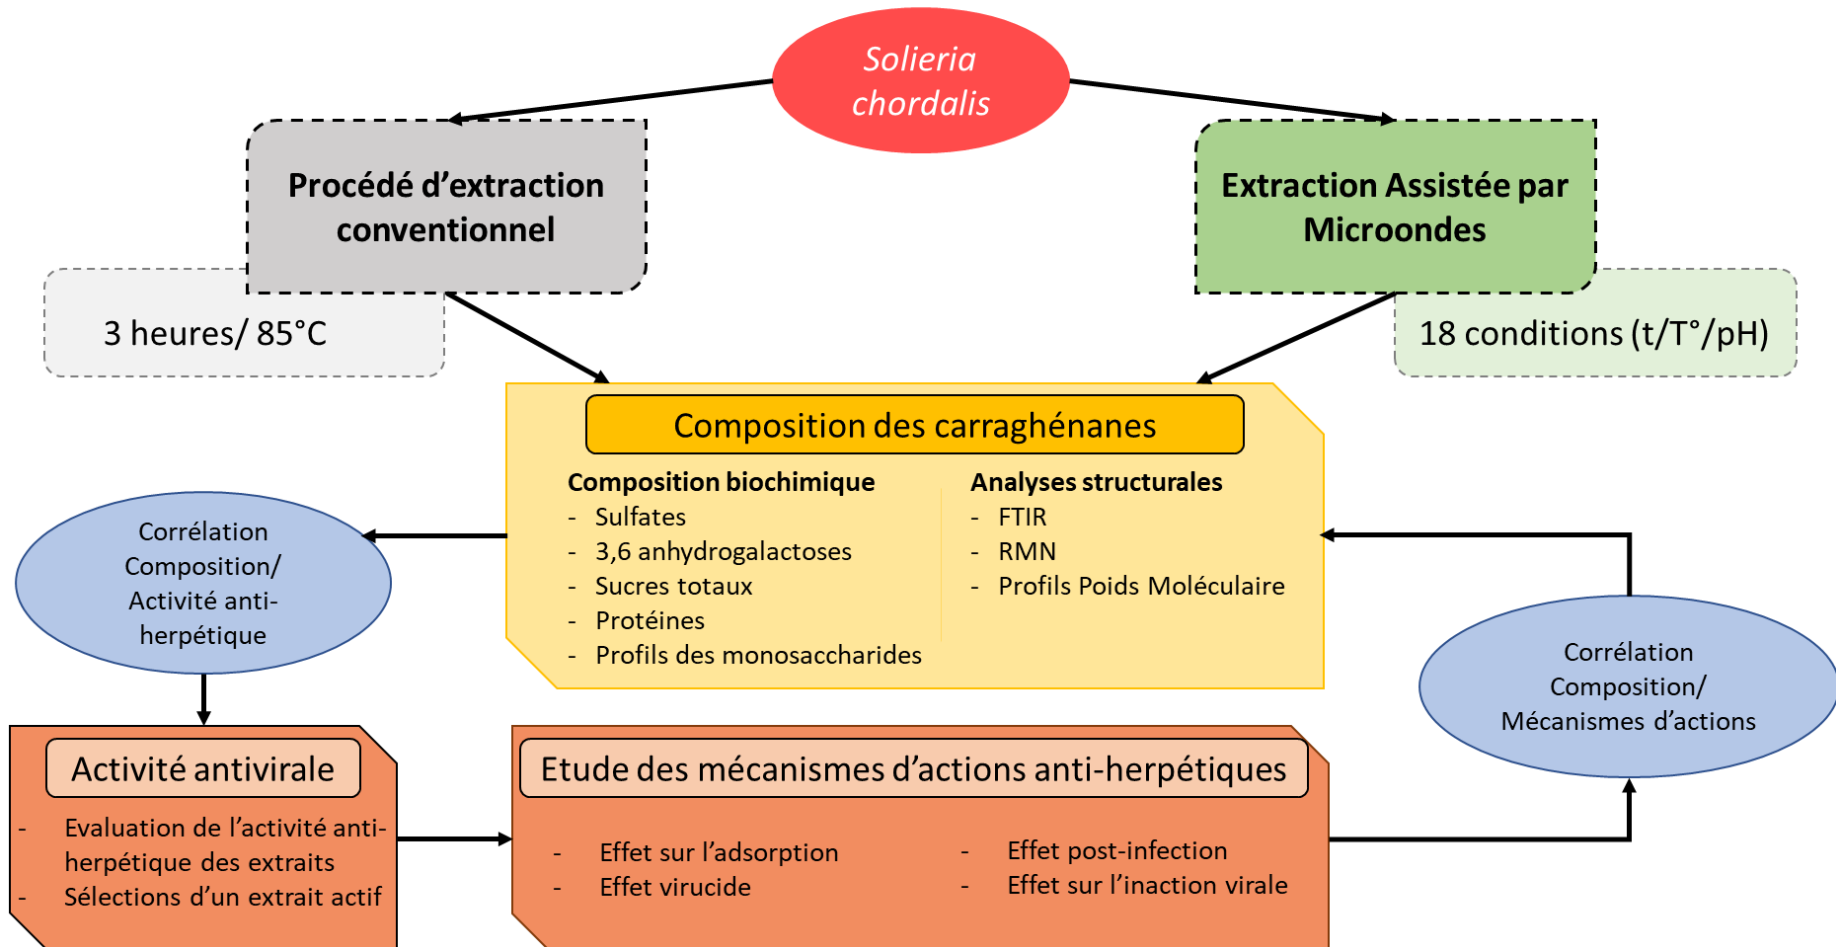 Solieria
chordalis
Procédé d'extraction
conventionnel
Extraction Assistée par
Microondes
3 heures/ 85°C
18 conditions (t/T°/pH)
Composition des carraghénanes
Composition biochimique
- Sulfates
- 3,6 anhydrogalactoses
- Sucres totaux
- Protéines
- Profils des monosaccharides
Analyses structurales
- FTIR
- RMN
- Profils Poids Moléculaire
Corrélation
Composition/
Activité anti-
herpétique
Corrélation
Composition/
Mécanismes d'actions
Activité antivirale
- Evaluation de l'activité anti-
herpétique des extraits
- Sélections d'un extrait actif
Etude des mécanismes d'actions anti-herpétiques
- Effet sur l'adsorption
- Effet virucide
- Effet post-infection
- Effet sur l'inaction virale